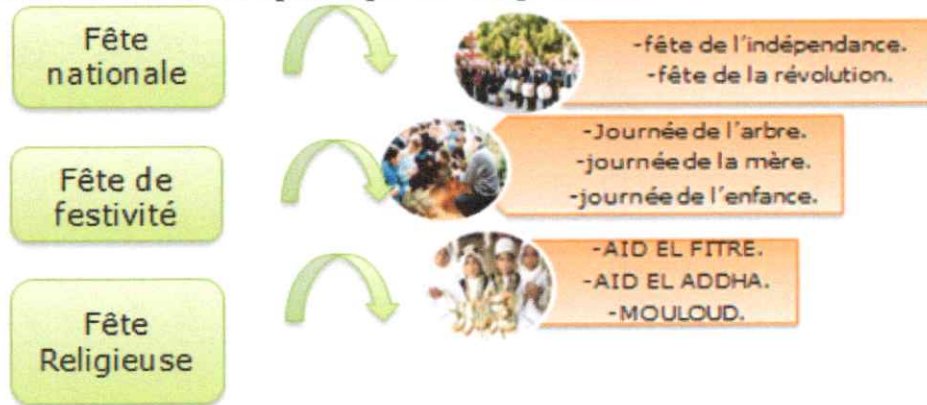 Fête
nationale
-fête de l'indépendance.
-fête de la révolution.
Fête de
festivité
-Journée de l'arbre.
-journée de la mère.
-journée de l'enfance.
Fête
Religieuse
-AID EL FITRE.
-AID EL ADDHA.
-MOULOUD.